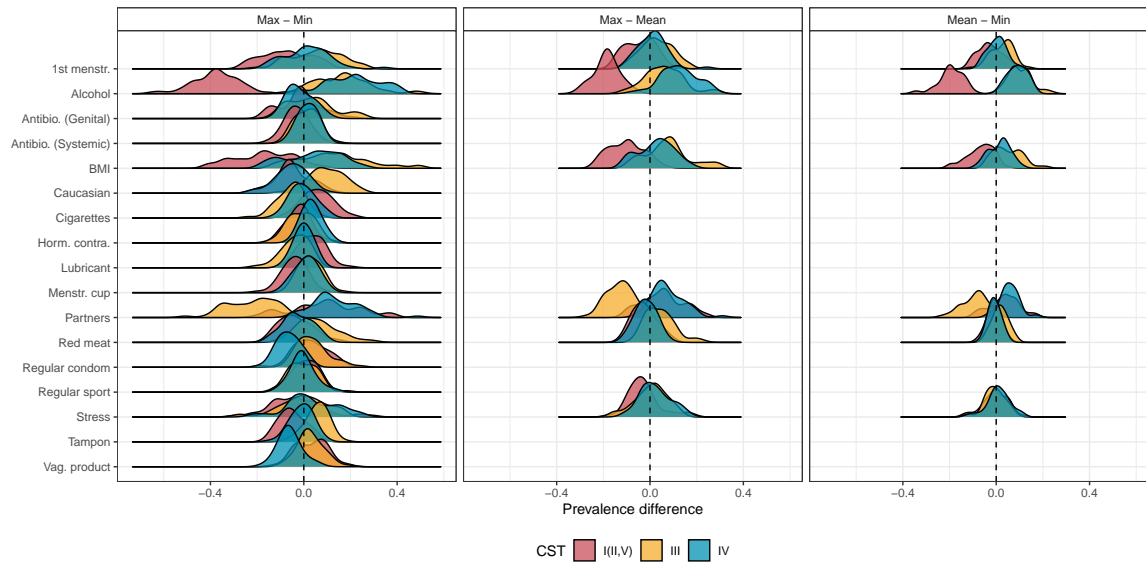 Max − Min
Max − Mean
Mean − Min
1st menstr.
Alcohol
Antibio. (Genital)
Antibio. (Systemic)
BMI
Caucasian
Cigarettes
Horm. contra.
Lubricant
Menstr. cup
Partners
Red meat
Regular condom
Regular sport
Stress
Tampon
Vag. product
−0.4 0.0 0.4
−0.4 0.0 0.4
−0.4 0.0 0.4
Prevalence difference
CST I(II,V) III IV